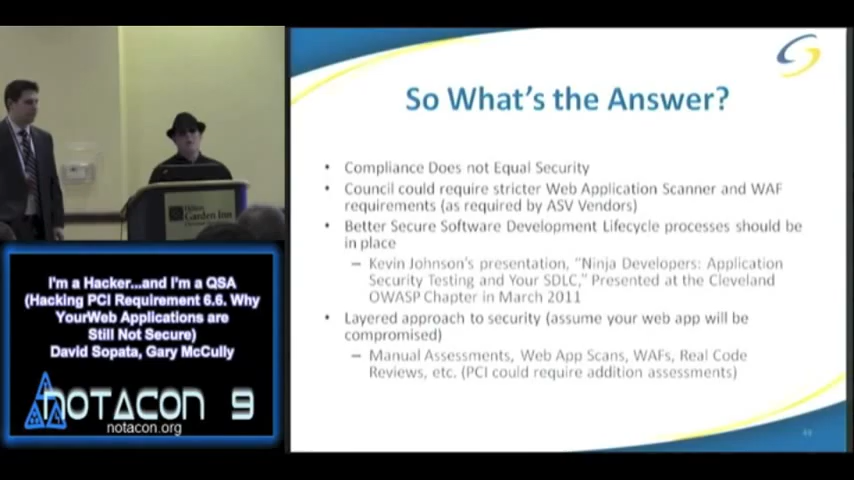 So What's the Answer?
• Compliance Does not Equal Security
• Council could require stricter Web Application Scanner and WAF
requirements (as required by ASV Vendors)
• Better Secure Software Development Lifecycle processes should be
in place
– Kevin Johnson's presentation, "Ninja Developers: Application
Security Testing and Your SDLC," Presented at the Cleveland
OWASP Chapter in March 2011
• Layered approach to security (assume your web app will be
compromised)
– Manual Assessments, Web App Scans, WAFs, Real Code
Reviews, etc. (PCI could require addition assessments)
Hilton
Garden Inn
I'm a Hacker...and I'm a QSA
(Hacking PCI Requirement 6.6. Why
YourWeb Applications are
Still Not Secure)
David Sopata, Gary McCully
NOTACON 9
notacon.org